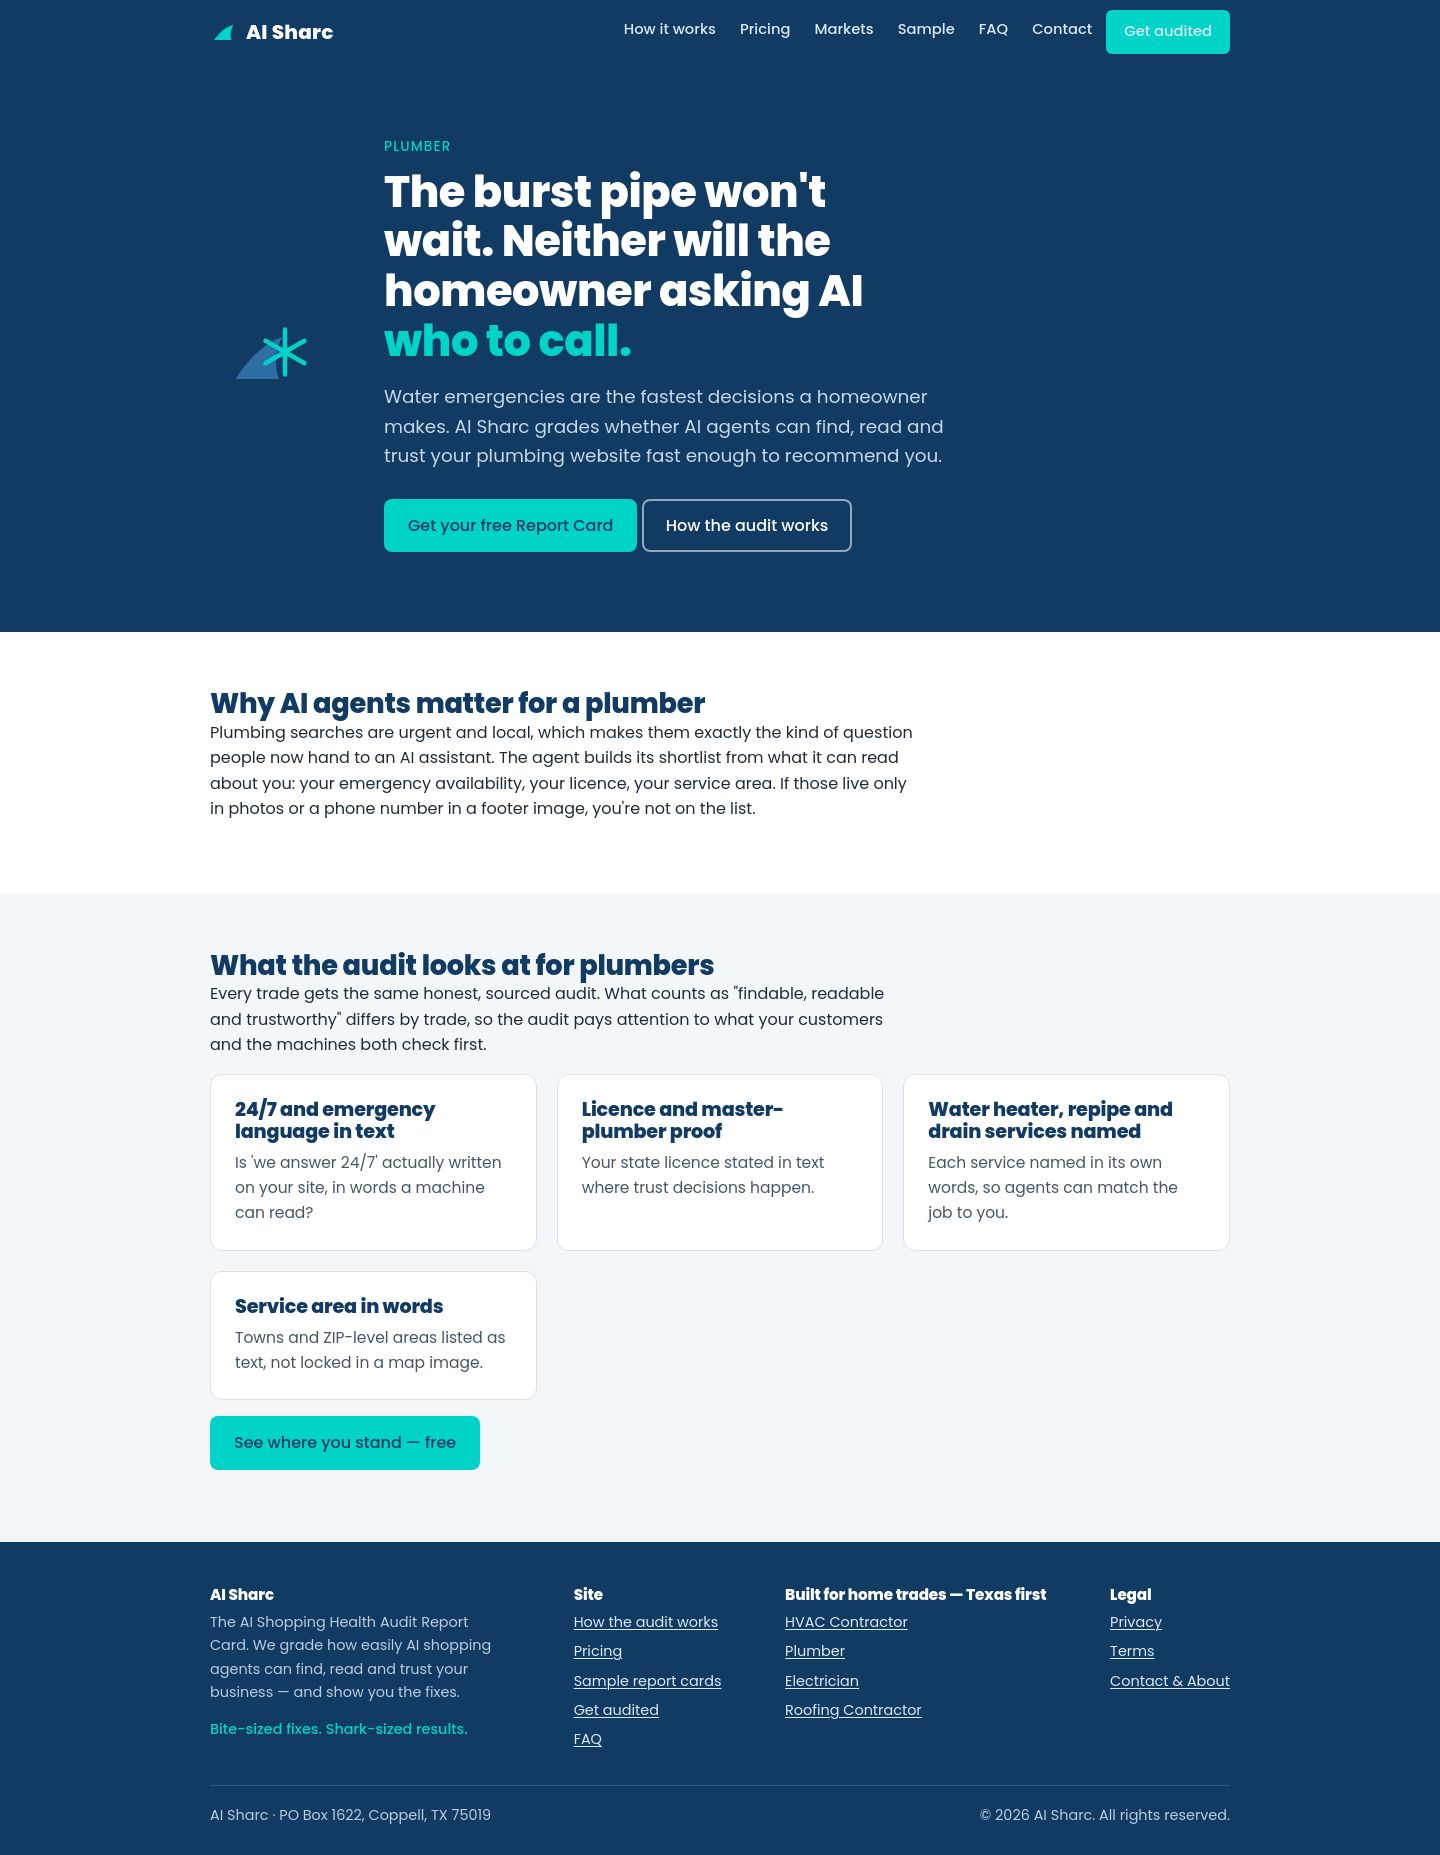 AI Sharc
How it works
Pricing
Markets
Sample
FAQ
Contact
Get audited
PLUMBER
The burst pipe won't
wait. Neither will the
homeowner asking AI
who to call.
Water emergencies are the fastest decisions a homeowner
makes. AI Sharc grades whether AI agents can find, read and
trust your plumbing website fast enough to recommend you.
Get your free Report Card
How the audit works
Why AI agents matter for a plumber
Plumbing searches are urgent and local, which makes them exactly the kind of question
people now hand to an AI assistant. The agent builds its shortlist from what it can read
about you: your emergency availability, your licence, your service area. If those live only
in photos or a phone number in a footer image, you're not on the list.
What the audit looks at for plumbers
Every trade gets the same honest, sourced audit. What counts as "findable, readable
and trustworthy" differs by trade, so the audit pays attention to what your customers
and the machines both check first.
24/7 and emergency
language in text
Is 'we answer 24/7' actually written
on your site, in words a machine
can read?
Licence and master-
plumber proof
Your state licence stated in text
where trust decisions happen.
Water heater, repipe and
drain services named
Each service named in its own
words, so agents can match the
job to you.
Service area in words
Towns and ZIP-level areas listed as
text, not locked in a map image.
See where you stand — free
AI Sharc
The AI Shopping Health Audit Report
Card. We grade how easily AI shopping
agents can find, read and trust your
business — and show you the fixes.
Bite-sized fixes. Shark-sized results.
Site
How the audit works
Pricing
Sample report cards
Get audited
FAQ
Built for home trades — Texas first
HVAC Contractor
Plumber
Electrician
Roofing Contractor
Legal
Privacy
Terms
Contact & About
AI Sharc · PO Box 1622, Coppell, TX 75019
© 2026 AI Sharc. All rights reserved.